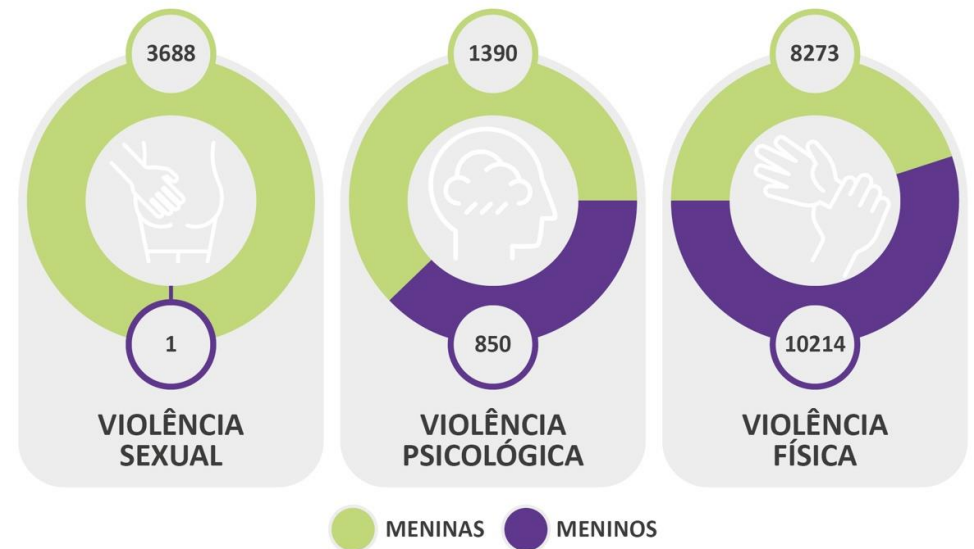 3688
1
VIOLÊNCIA
SEXUAL
1390
850
VIOLÊNCIA
PSICOLÓGICA
8273
10214
VIOLÊNCIA
FÍSICA
MENINAS
MENINOS